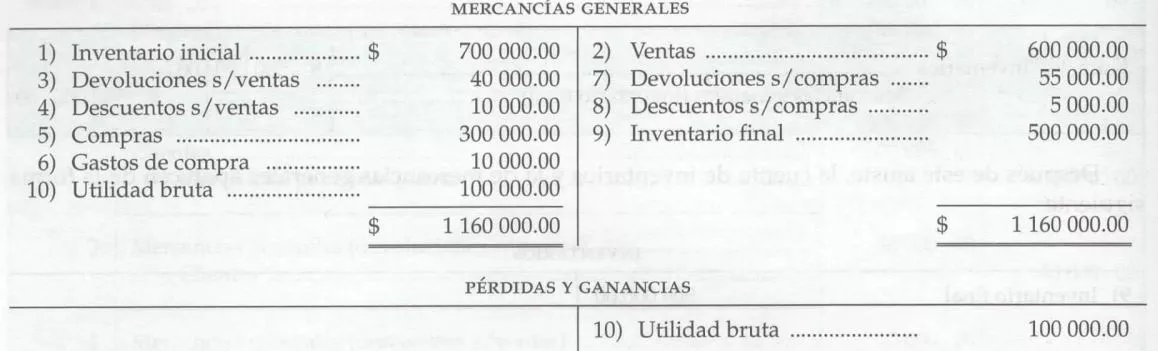 MERCANCÍAS GENERALES
1) Inventario inicial .................. $ 700 000.00 2) Ventas .................................. $ 600 000.00
3) Devoluciones s/ventas ....... 40 000.00 7) Devoluciones s/compras ...... 55 000.00
4) Descuentos s/ventas ........... 10 000.00 8) Descuentos s/compras .......... 5 000.00
5) Compras ................................ 300 000.00 9) Inventario final ..................... 500 000.00
6) Gastos de compra ................. 10 000.00
10) Utilidad bruta ...................... 100 000.00
$ 1 160 000.00 $ 1 160 000.00
PÉRDIDAS Y GANANCIAS
10) Utilidad bruta ..................... 100 000.00